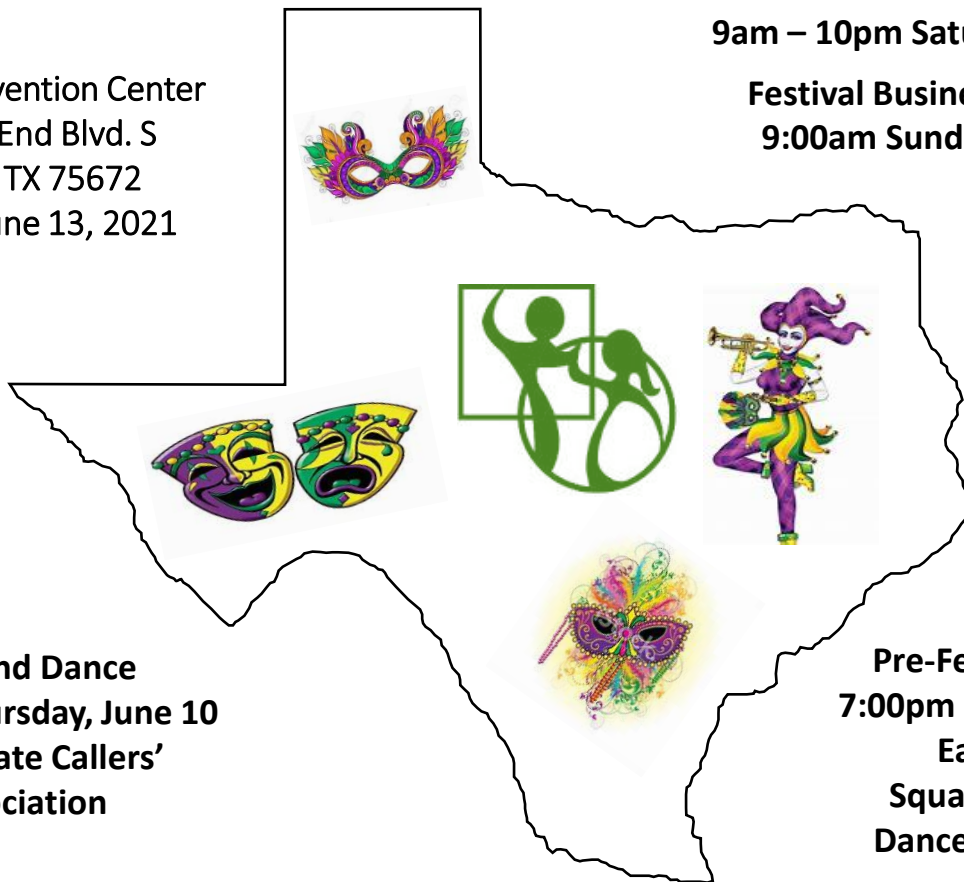 9am – 10pm Satu
Festival Busine
9:00am Sund
vention Center
End Blvd. S
TX 75672
une 13, 2021
nd Dance
ursday, June 10
ate Callers’
ociation
Pre-Fe
7:00pm
Ea
Squa
Dance